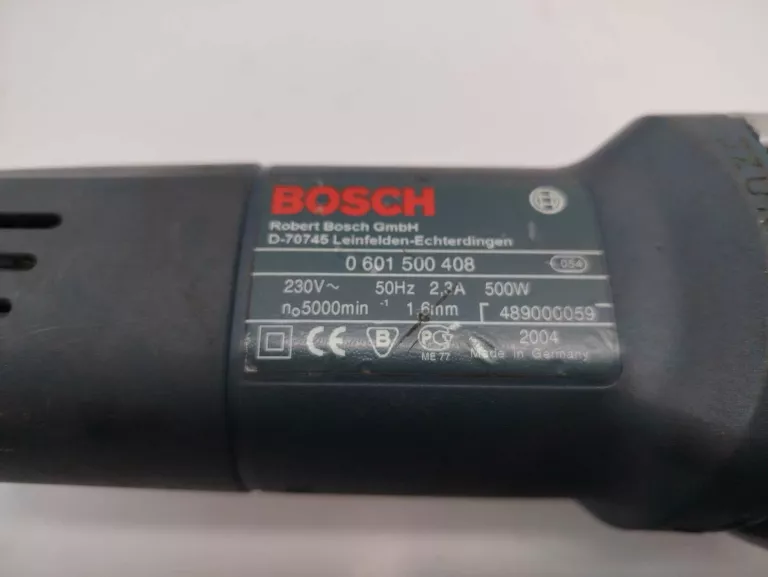 BOSCH
Robert Bosch GmbH
D-70745 Leinfelden-Echterdingen
0 601 500 408 054
230V~ 50Hz 2,3A 500W
n₀5000min⁻¹ 1,6mm 489000059
CE B PC ME 77 2004
Made in Germany